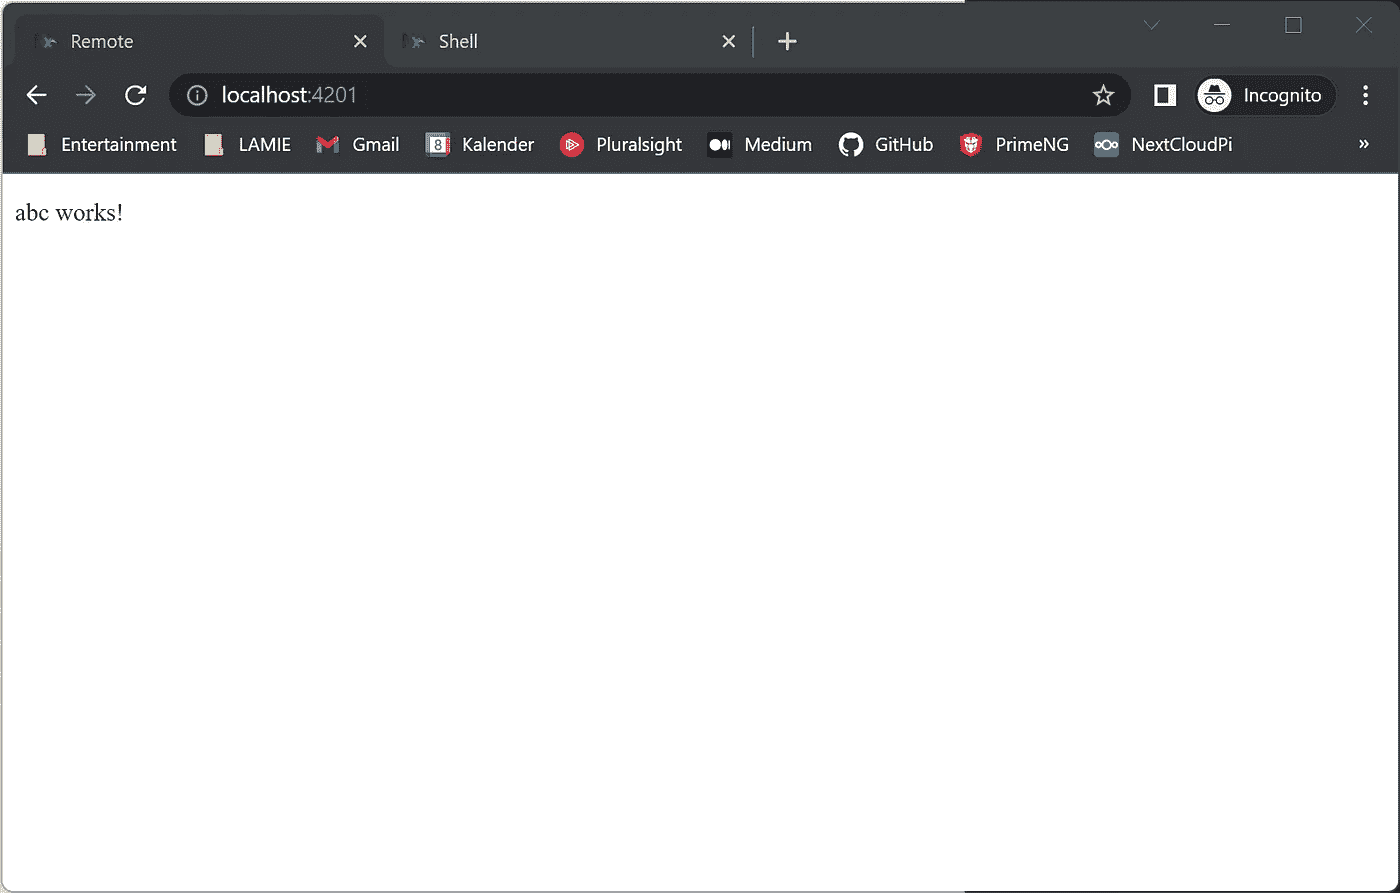 Remote Shell
localhost:4201 Incognito
Entertainment LAMIE Gmail 8 Kalender Pluralsight Medium GitHub PrimeNG NextCloudPi »
abc works!